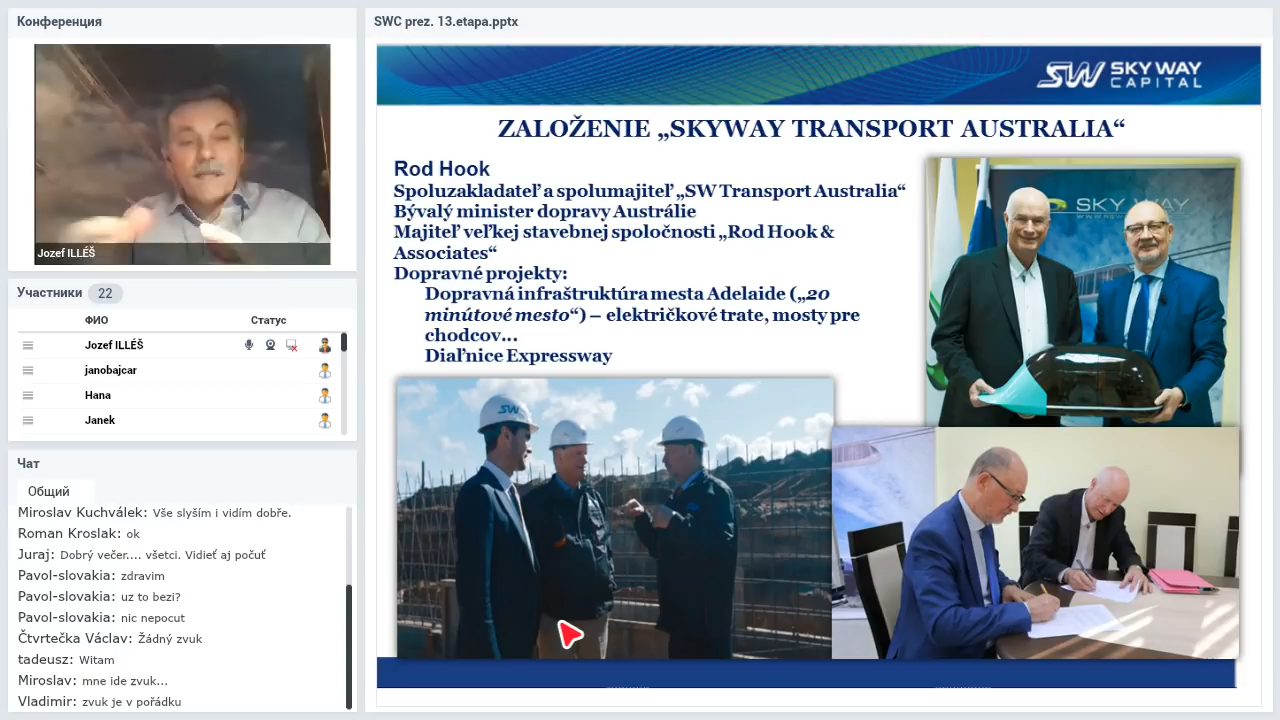 Конференция
Jozef ILLÉŠ
Участники 22
ФИО Статус
Jozef ILLÉŠ
janobajcar
Hana
Janek
Чат
Общий
Miroslav Kuchválek: Vše slyším i vidím dobře.
Roman Kroslak: ok
Juraj: Dobrý večer.... všetci. Vidieť aj počuť
Pavol-slovakia: zdravim
Pavol-slovakia: uz to bezi?
Pavol-slovakia: nic nepocut
Čtvrtečka Václav: Žádný zvuk
tadeusz: Witam
Miroslav: mne ide zvuk...
Vladimir: zvuk je v pořádku
SWC prez. 13.etapa.pptx
SW SKY WAY
CAPITAL
ZALOŽENIE „SKYWAY TRANSPORT AUSTRALIA“
Rod Hook
Spoluzakladateľ a spolumajiteľ „SW Transport Australia“
Bývalý minister dopravy Austrálie
Majiteľ veľkej stavebnej spoločnosti „Rod Hook &
Associates“
Dopravné projekty:
Dopravná infraštruktúra mesta Adelaide („20
minútové mesto“) – električkové trate, mosty pre
chodcov...
Diaľnice Expressway
SKY WAY
SW